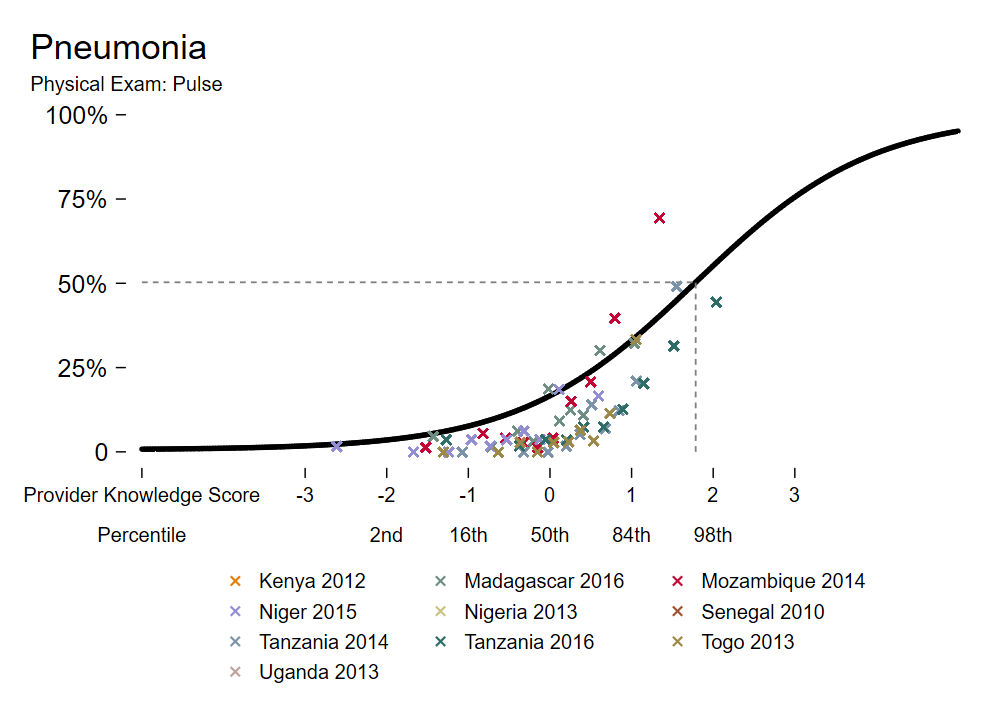 Pneumonia
Physical Exam: Pulse
100%
75%
50%
25%
0
Provider Knowledge Score -3 -2 -1 0 1 2 3
Percentile 2nd 16th 50th 84th 98th
Kenya 2012 Madagascar 2016 Mozambique 2014
Niger 2015 Nigeria 2013 Senegal 2010
Tanzania 2014 Tanzania 2016 Togo 2013
Uganda 2013